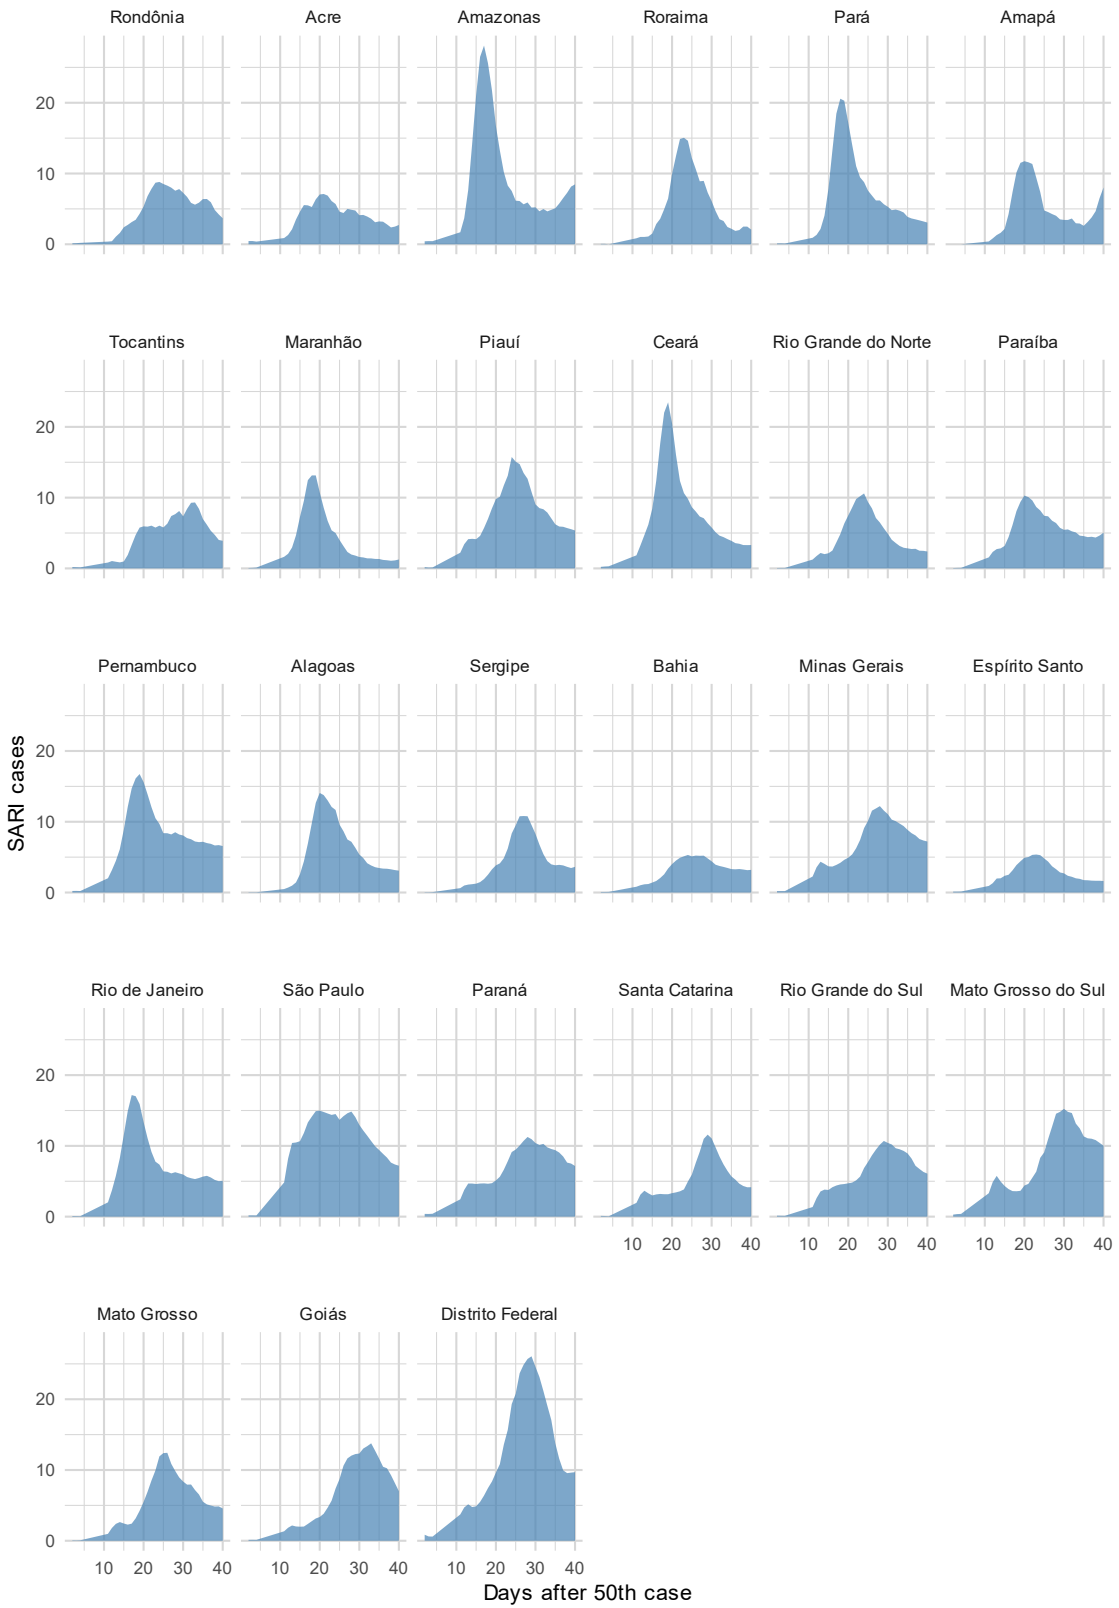 Rondônia Acre Amazonas Roraima Pará Amapá
20
10
0
Tocantins Maranhão Piauí Ceará Rio Grande do Norte Paraíba
20
10
0
Pernambuco Alagoas Sergipe Bahia Minas Gerais Espírito Santo
20
10
0
SARI cases
Rio de Janeiro São Paulo Paraná Santa Catarina Rio Grande do Sul Mato Grosso do Sul
20
10
0
10 20 30 40 10 20 30 40 10 20 30 40
Mato Grosso Goiás Distrito Federal
20
10
0
10 20 30 40 10 20 30 40 10 20 30 40
Days after 50th case